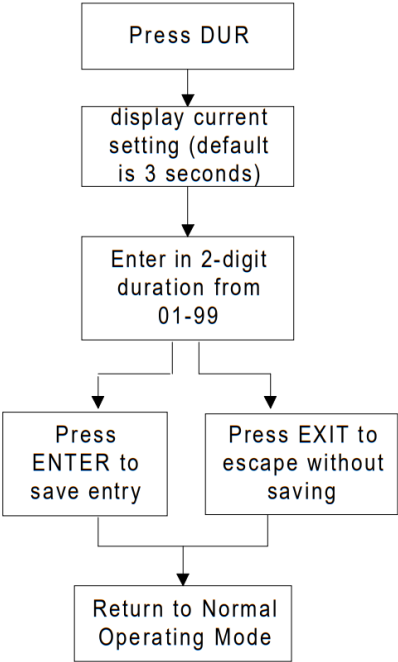 Press DUR
display current
setting (default
is 3 seconds)
Enter in 2-digit
duration from
01-99
Press
ENTER to
save entry
Press EXIT to
escape without
saving
Return to Normal
Operating Mode